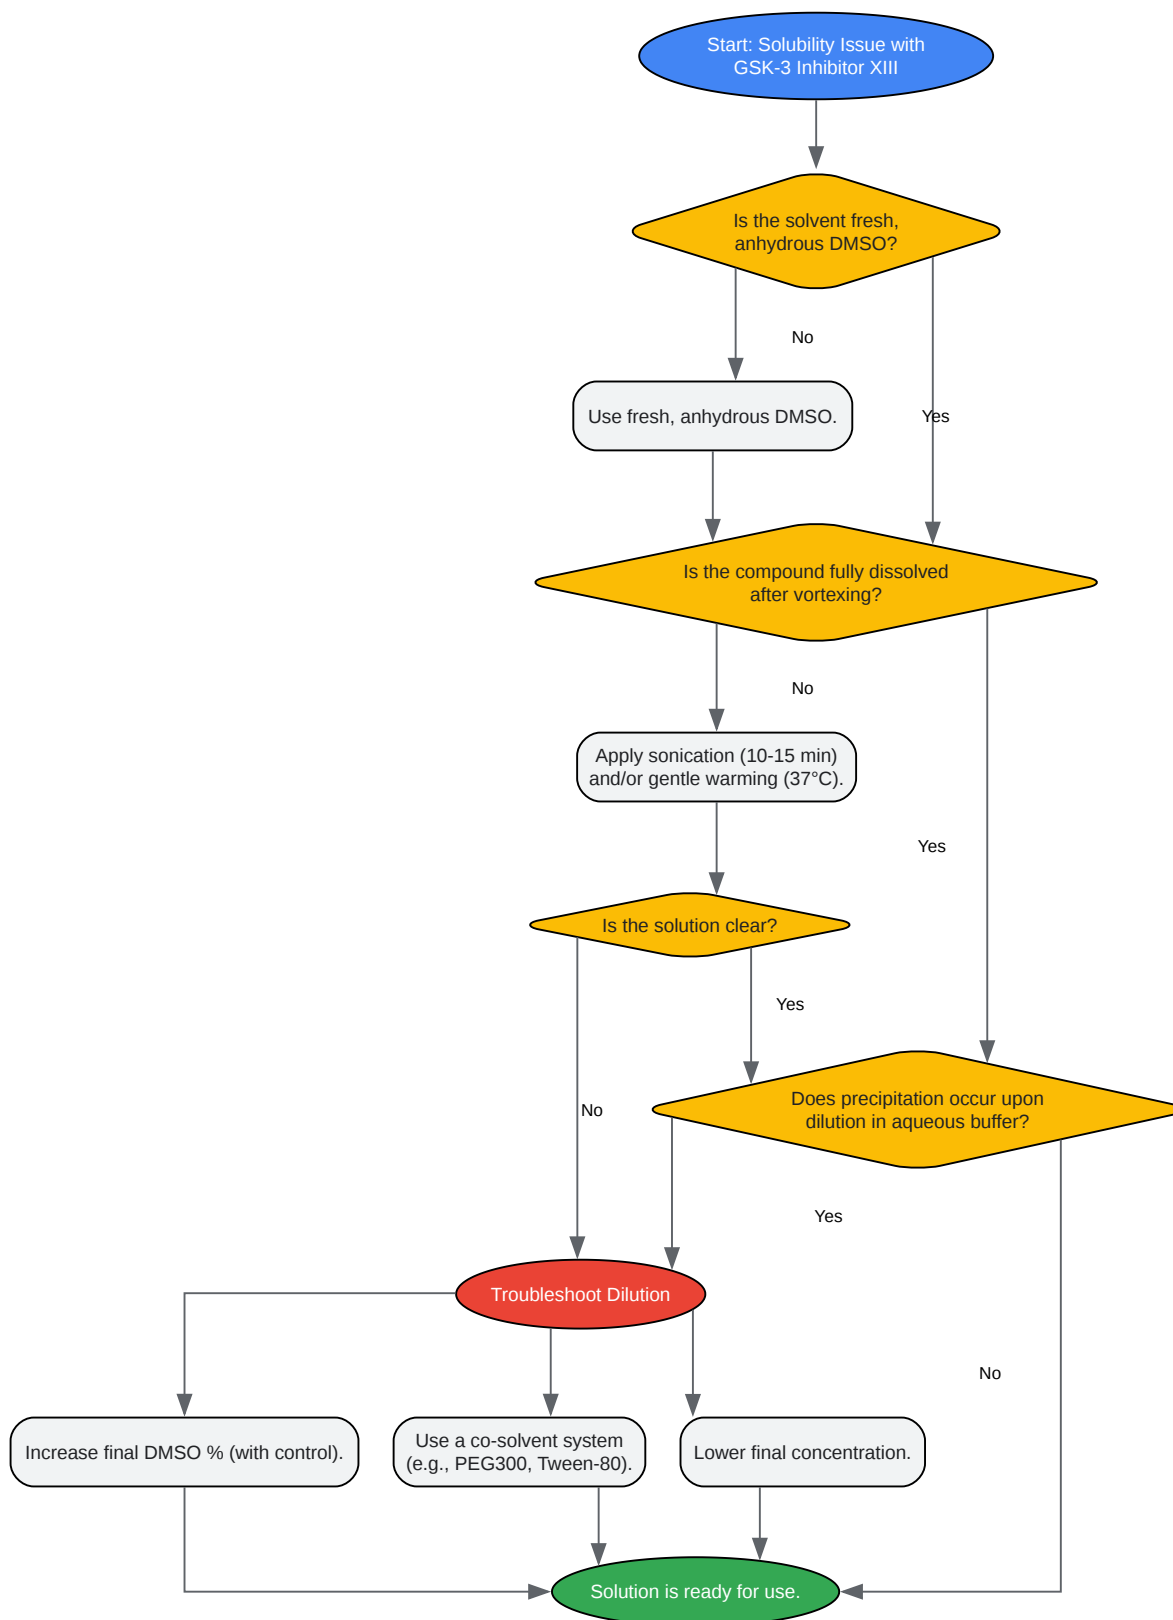 Start: Solubility Issue with
GSK-3 Inhibitor XIII
Is the solvent fresh,
anhydrous DMSO?
No
Use fresh, anhydrous DMSO.
Yes
Is the compound fully dissolved
after vortexing?
No
Apply sonication (10-15 min)
and/or gentle warming (37°C).
Yes
Is the solution clear?
Yes
Does precipitation occur upon
dilution in aqueous buffer?
No
Yes
Troubleshoot Dilution
No
Increase final DMSO % (with control).
Use a co-solvent system
(e.g., PEG300, Tween-80).
Lower final concentration.
Solution is ready for use.